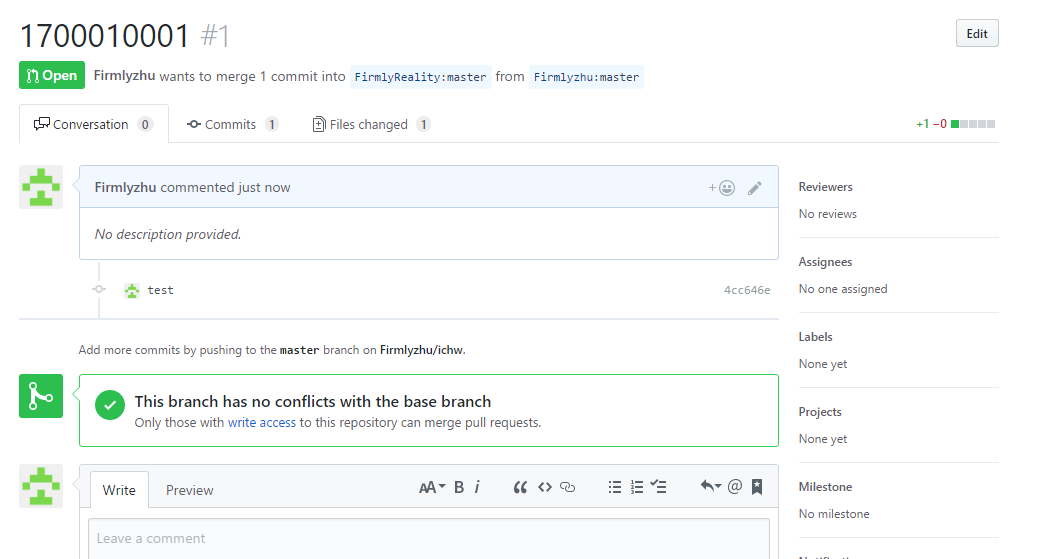 1700010001 #1
Edit
Open Firmlyzhu wants to merge 1 commit into FirmlyReality:master from Firmlyzhu:master
Conversation 0 Commits 1 Files changed 1 +1 −0
Firmlyzhu commented just now
No description provided.
test 4cc646e
Add more commits by pushing to the master branch on Firmlyzhu/ichw.
This branch has no conflicts with the base branch
Only those with write access to this repository can merge pull requests.
Write Preview AA B i
Leave a comment
Reviewers
No reviews
Assignees
No one assigned
Labels
None yet
Projects
None yet
Milestone
No milestone